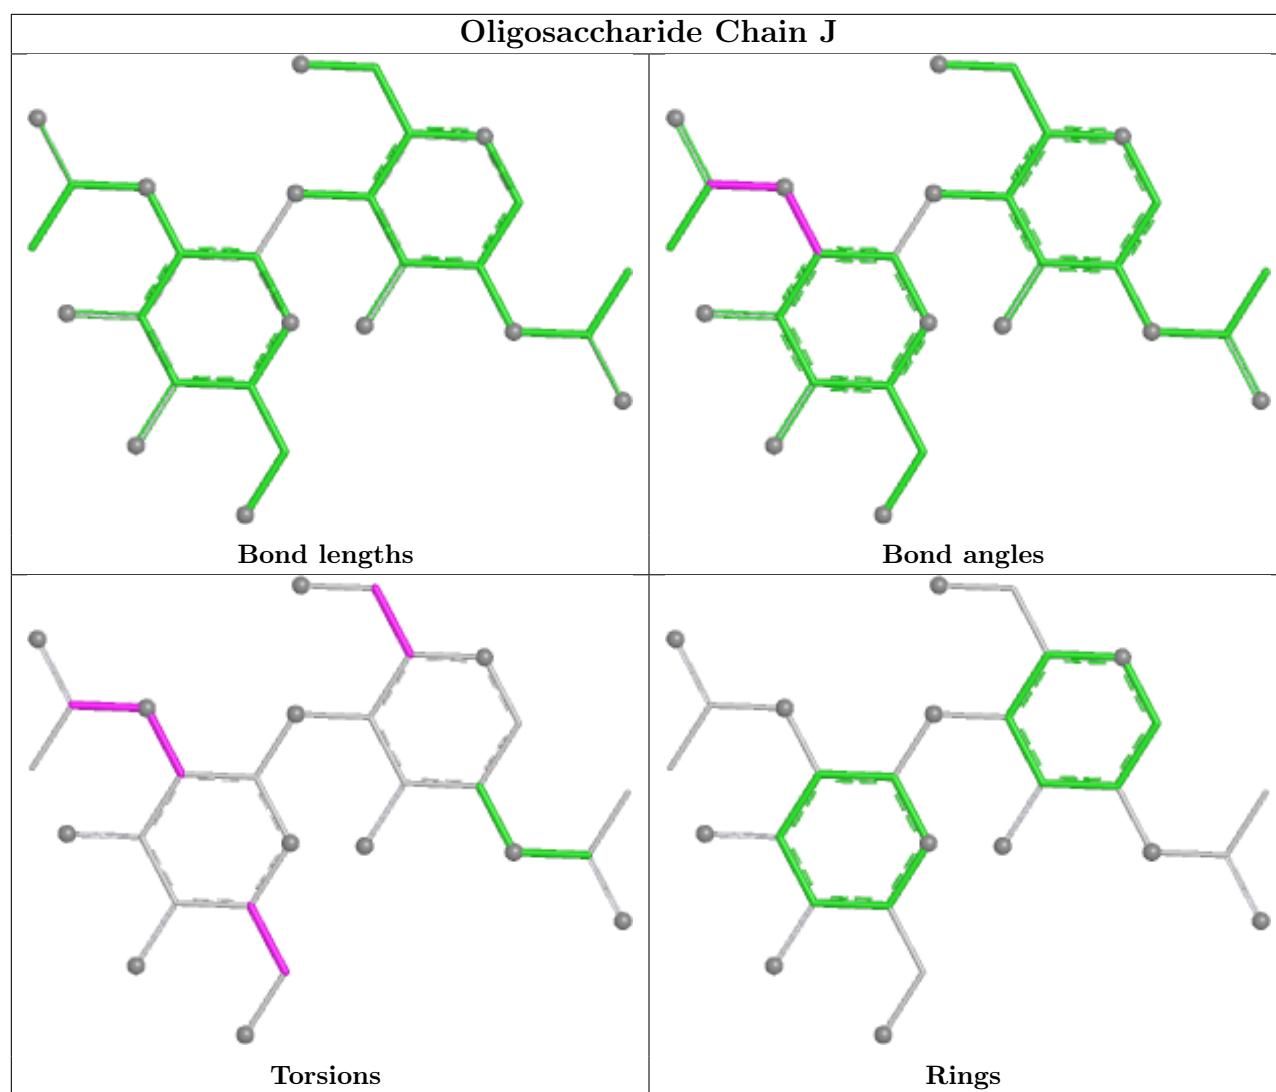 Oligosaccharide Chain J
Bond lengths
Bond angles
Torsions
Rings